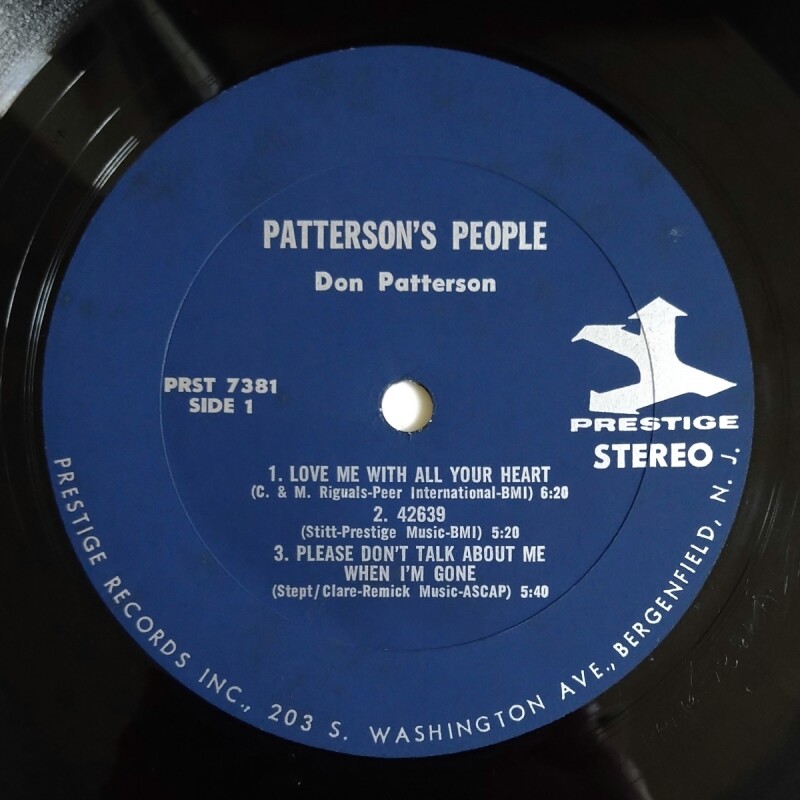 PATTERSON'S PEOPLE
Don Patterson
PRST 7381
SIDE 1
PRESTIGE
STEREO
1. LOVE ME WITH ALL YOUR HEART
(C. & M. Riguals-Peer International-BMI) 6:20
2. 42639
(Stitt-Prestige Music-BMI) 5:20
3. PLEASE DON'T TALK ABOUT ME
WHEN I'M GONE
(Stept/Clare-Remick Music-ASCAP) 5:40
PRESTIGE RECORDS INC., 203 S. WASHINGTON AVE., BERGENFIELD, N. J.